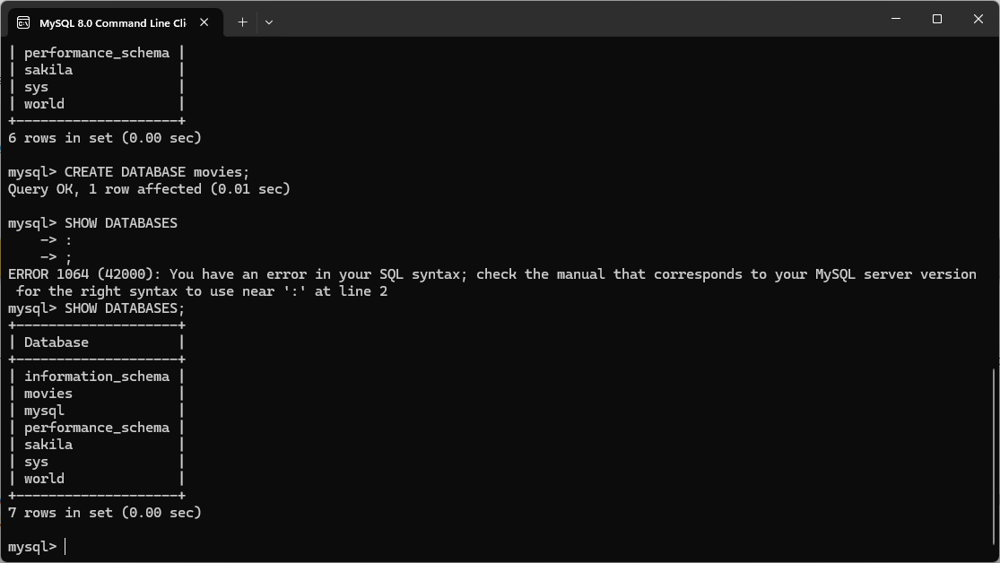 MySQL 8.0 Command Line Cli
| performance_schema |
| sakila             |
| sys                |
| world              |
+--------------------+
6 rows in set (0.00 sec)
mysql> CREATE DATABASE movies;
Query OK, 1 row affected (0.01 sec)
mysql> SHOW DATABASES
    -> :
    -> ;
ERROR 1064 (42000): You have an error in your SQL syntax; check the manual that corresponds to your MySQL server version
 for the right syntax to use near ':' at line 2
mysql> SHOW DATABASES;
+--------------------+
| Database           |
+--------------------+
| information_schema |
| movies             |
| mysql              |
| performance_schema |
| sakila             |
| sys                |
| world              |
+--------------------+
7 rows in set (0.00 sec)
mysql>